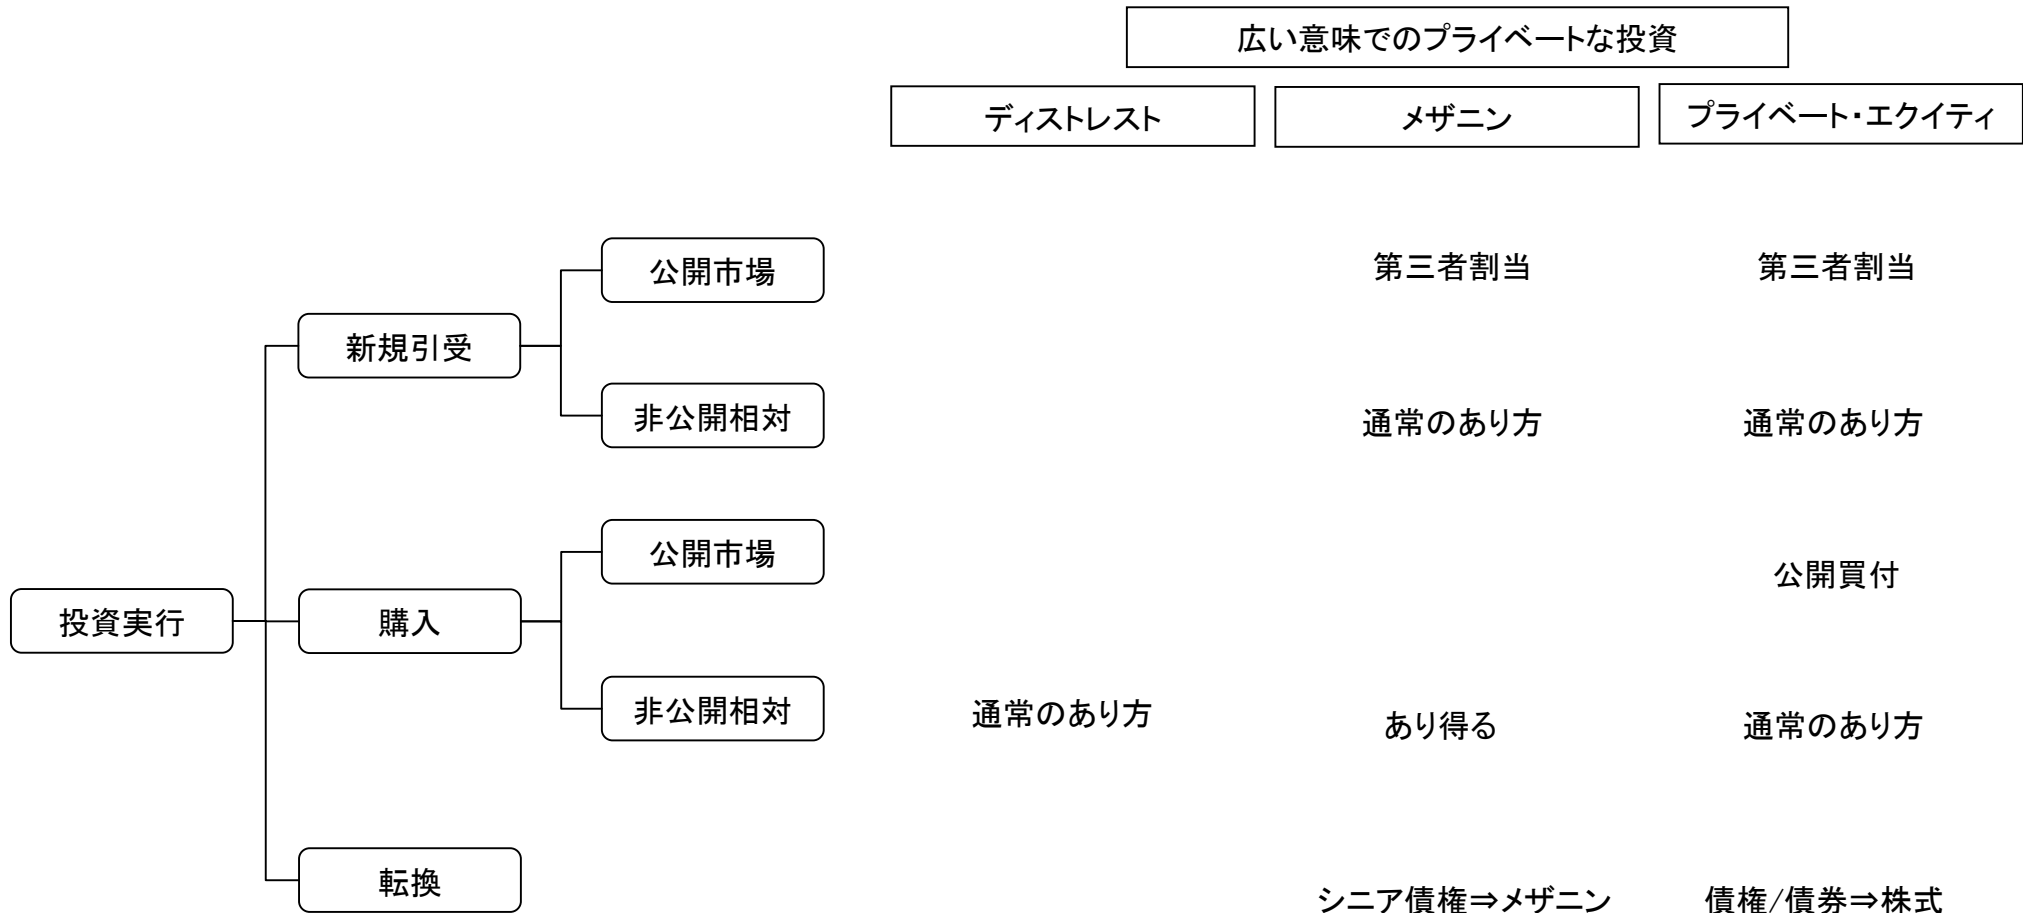 広い意味でのプライベートな投資
ディストレスト
メザニン
プライベート・エクイティ
公開市場
第三者割当
第三者割当
新規引受
非公開相対
通常のあり方
通常のあり方
公開市場
公開買付
投資実行
購入
非公開相対
通常のあり方
あり得る
通常のあり方
転換
シニア債権⇒メザニン
債権/債券⇒株式